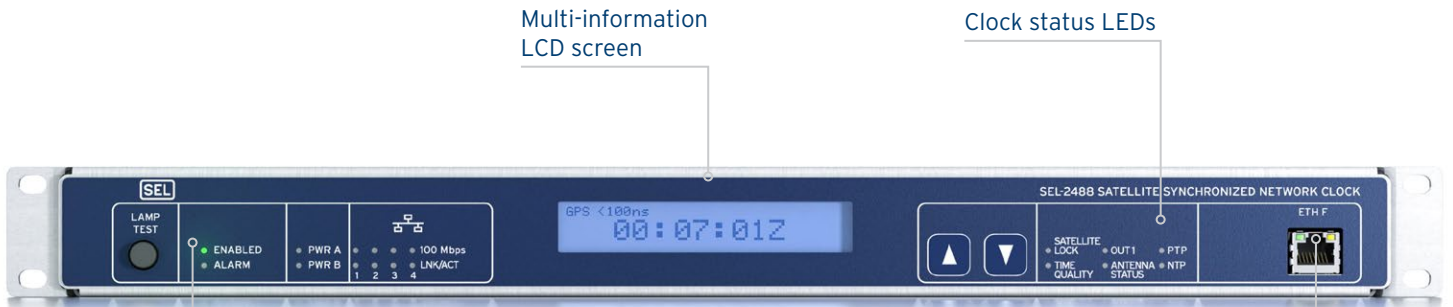 Multi-information
LCD screen
Clock status LEDs
SEL
SEL-2488 SATELLITE SYNCHRONIZED NETWORK CLOCK
LAMP
TEST
ENABLED
ALARM
PWR A
PWR B
100 Mbps
LNK/ACT
1 2 3 4
GPS <100ns
00:07:01Z
SATELLITE
LOCK
OUT1
PTP
TIME
QUALITY
ANTENNA
STATUS
NTP
ETH F